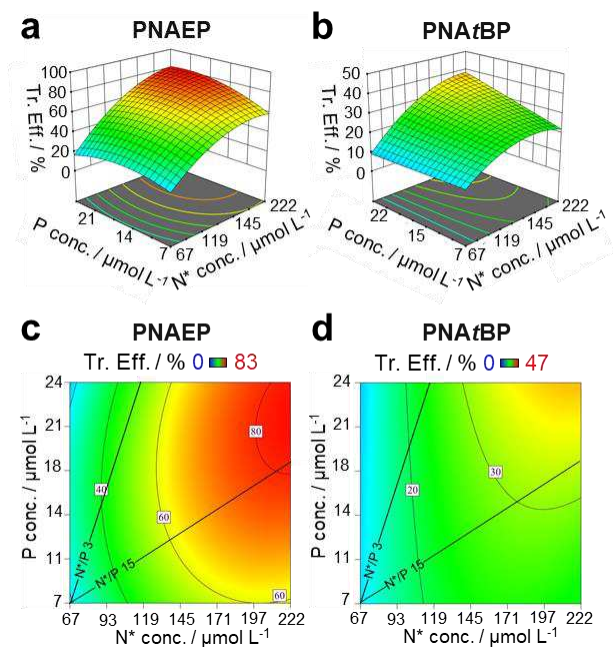 a
PNAEP
b
PNAtBP
Tr. Eff. / %
100
80
60
40
20
0
21
14
7
67
119
145
222
P conc. / µmol L-1
N* conc. / µmol L-1
Tr. Eff. / %
50
40
30
20
10
0
22
15
7
67
119
145
222
P conc. / µmol L-1
N* conc. / µmol L-1
c
PNAEP
Tr. Eff. / % 0 83
P conc. / µmol L-1
24
21
18
14
11
7
80
40
60
60
N*/P 3
N*/P 15
67 93 119 145 171 197 222
N* conc. / µmol L-1
d
PNAtBP
Tr. Eff. / % 0 47
P conc. / µmol L-1
24
21
18
14
11
7
30
20
N*/P 3
N*/P 15
67 93 119 145 171 197 222
N* conc. / µmol L-1